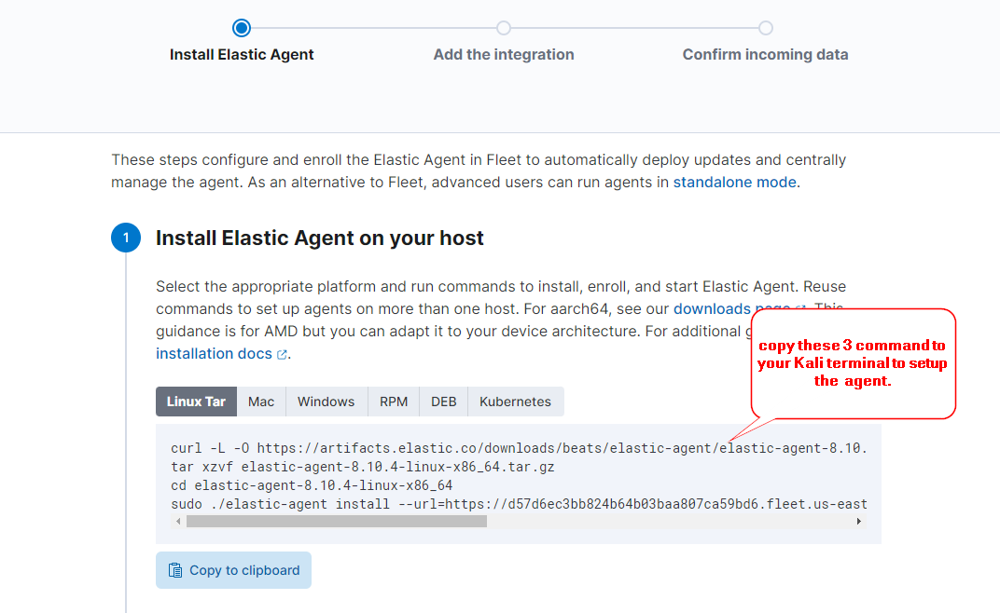 Install Elastic Agent
Add the integration
Confirm incoming data
These steps configure and enroll the Elastic Agent in Fleet to automatically deploy updates and centrally
manage the agent. As an alternative to Fleet, advanced users can run agents in standalone mode.
1
Install Elastic Agent on your host
Select the appropriate platform and run commands to install, enroll, and start Elastic Agent. Reuse
commands to set up agents on more than one host. For aarch64, see our downloads page. This
guidance is for AMD but you can adapt it to your device architecture. For additional
installation docs.
copy these 3 command to
your Kali terminal to setup
the agent.
Linux Tar
Mac
Windows
RPM
DEB
Kubernetes
curl -L -O https://artifacts.elastic.co/downloads/beats/elastic-agent/elastic-agent-8.10.
tar xzvf elastic-agent-8.10.4-linux-x86_64.tar.gz
cd elastic-agent-8.10.4-linux-x86_64
sudo ./elastic-agent install --url=https://d57d6ec3bb824b64b03baa807ca59bd6.fleet.us-east
Copy to clipboard